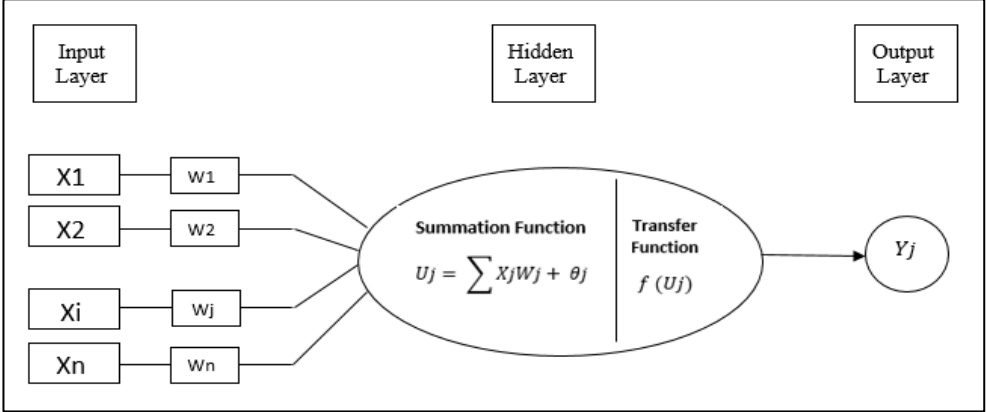 Input
Layer
Hidden
Layer
Output
Layer
X1
W1
X2
W2
Xi
Wj
Xn
Wn
Summation Function
Uj = ∑ XjWj + θj
Transfer
Function
f (Uj)
Yj